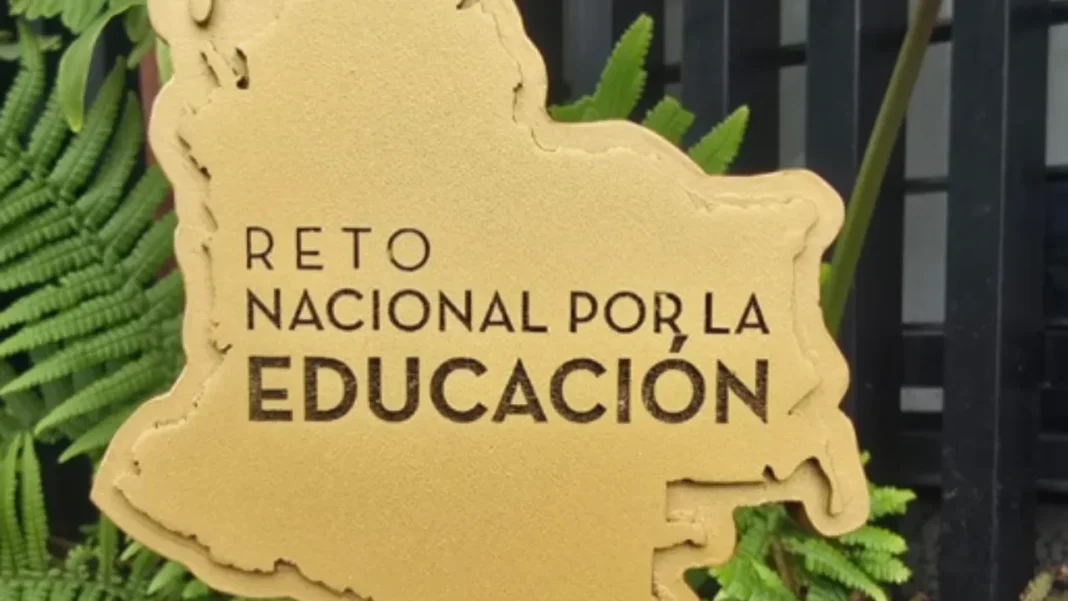 RETO
NACIONAL POR LA
EDUCACIÓN